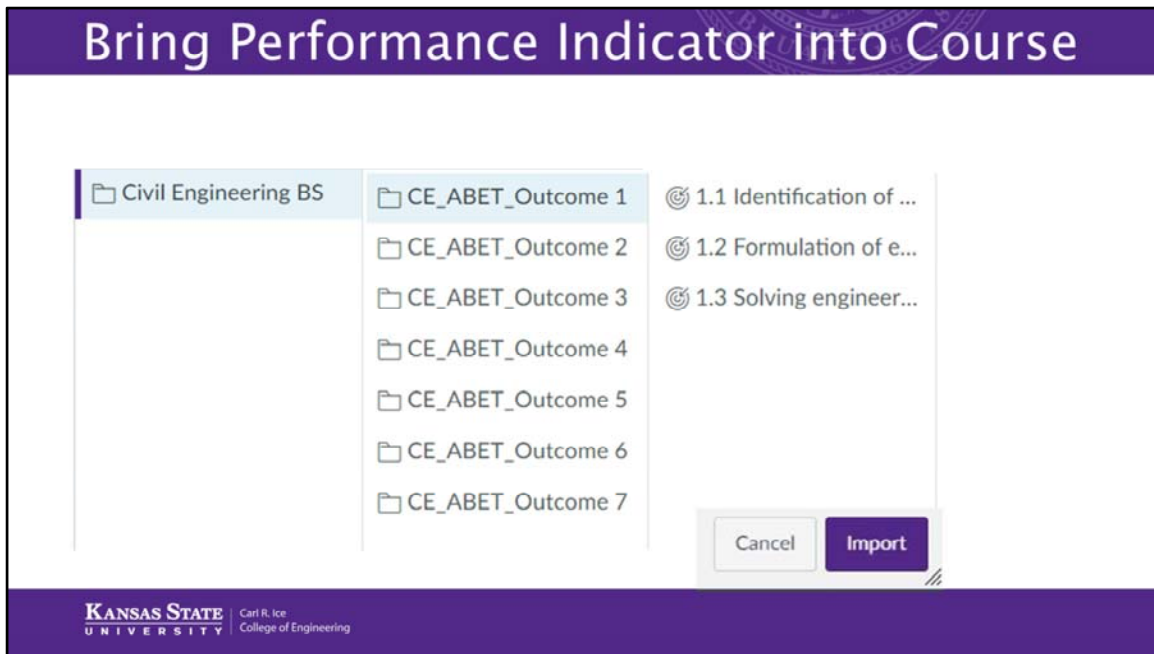 Bring Performance Indicator into Course
Civil Engineering BS
CE_ABET_Outcome 1
CE_ABET_Outcome 2
CE_ABET_Outcome 3
CE_ABET_Outcome 4
CE_ABET_Outcome 5
CE_ABET_Outcome 6
CE_ABET_Outcome 7
1.1 Identification of ...
1.2 Formulation of e...
1.3 Solving engineer...
Cancel
Import
KANSAS STATE
UNIVERSITY
Carl R. Ice
College of Engineering